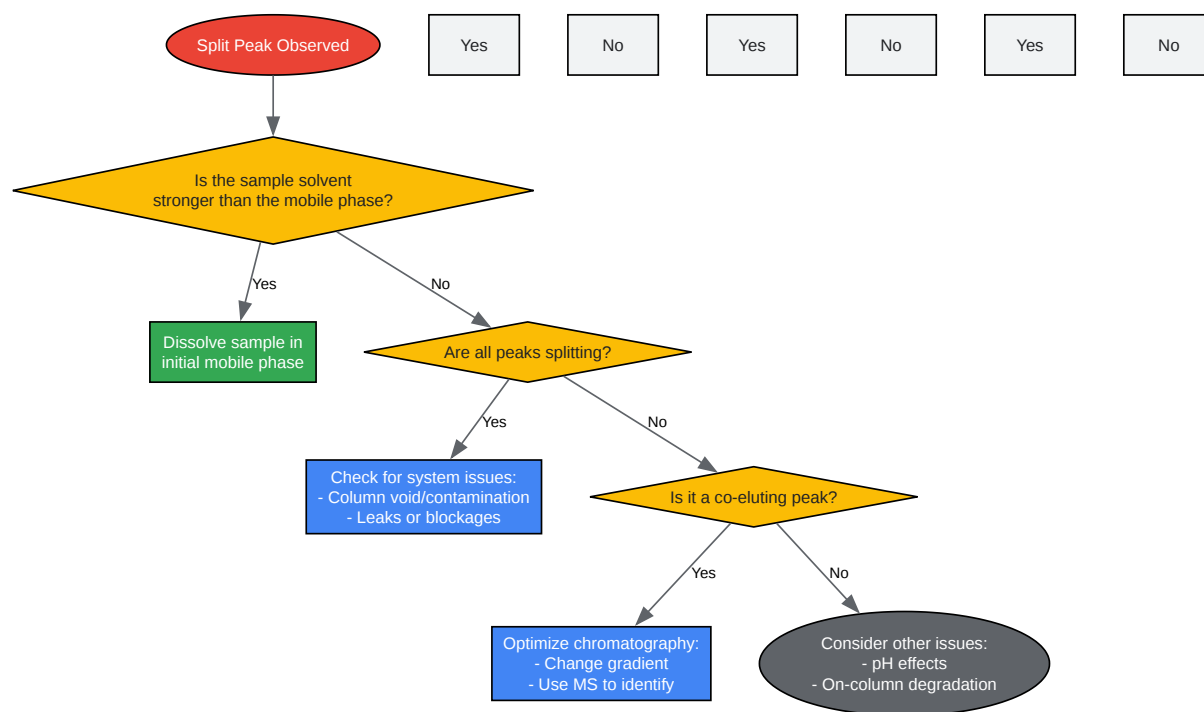 Split Peak Observed
Yes
No
Yes
No
Yes
No
Is the sample solvent
stronger than the mobile phase?
Yes
No
Dissolve sample in
initial mobile phase
Are all peaks splitting?
Yes
No
Check for system issues:
- Column void/contamination
- Leaks or blockages
Is it a co-eluting peak?
Yes
No
Optimize chromatography:
- Change gradient
- Use MS to identify
Consider other issues:
- pH effects
- On-column degradation